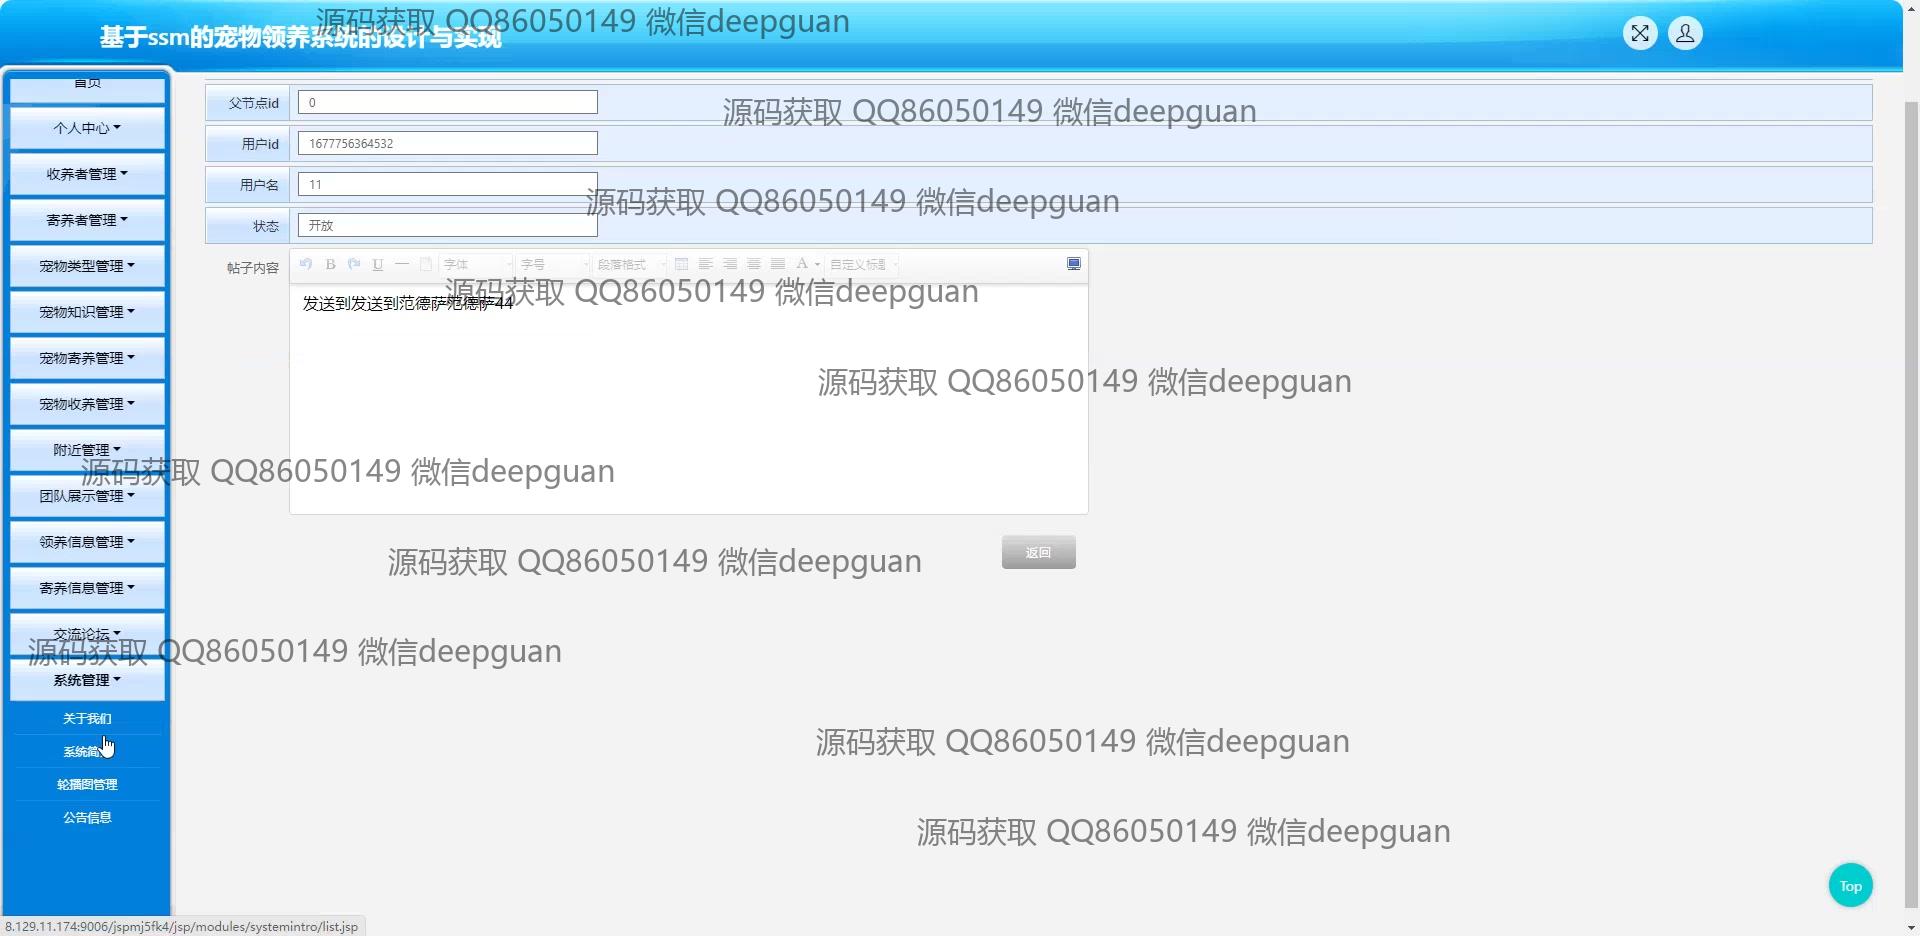 基于ssm的宠物领养系统的设计与实现
源码获取 QQ86050149 微信deepguan
首页
个人中心
收养者管理
寄养者管理
宠物类型管理
宠物知识管理
宠物寄养管理
宠物收养管理
附近管理
团队展示管理
领养信息管理
寄养信息管理
交流论坛
系统管理
关于我们
系统简
轮播图管理
公告信息
父节点id 0
源码获取 QQ86050149 微信deepguan
用户id 1677756364532
用户名 11
源码获取 QQ86050149 微信deepguan
状态 开放
帖子内容 B U 字体 字号 段落格式 A 自定义标题
源码获取 QQ86050149 微信deepguan
发送到发送到范德萨范德萨44
源码获取 QQ86050149 微信deepguan
源码获取 QQ86050149 微信deepguan
返回
源码获取 QQ86050149 微信deepguan
源码获取 QQ86050149 微信deepguan
源码获取 QQ86050149 微信deepguan
源码获取 QQ86050149 微信deepguan
Top
8.129.11.174:9006/jspmj5fk4/jsp/modules/systemintro/list.jsp